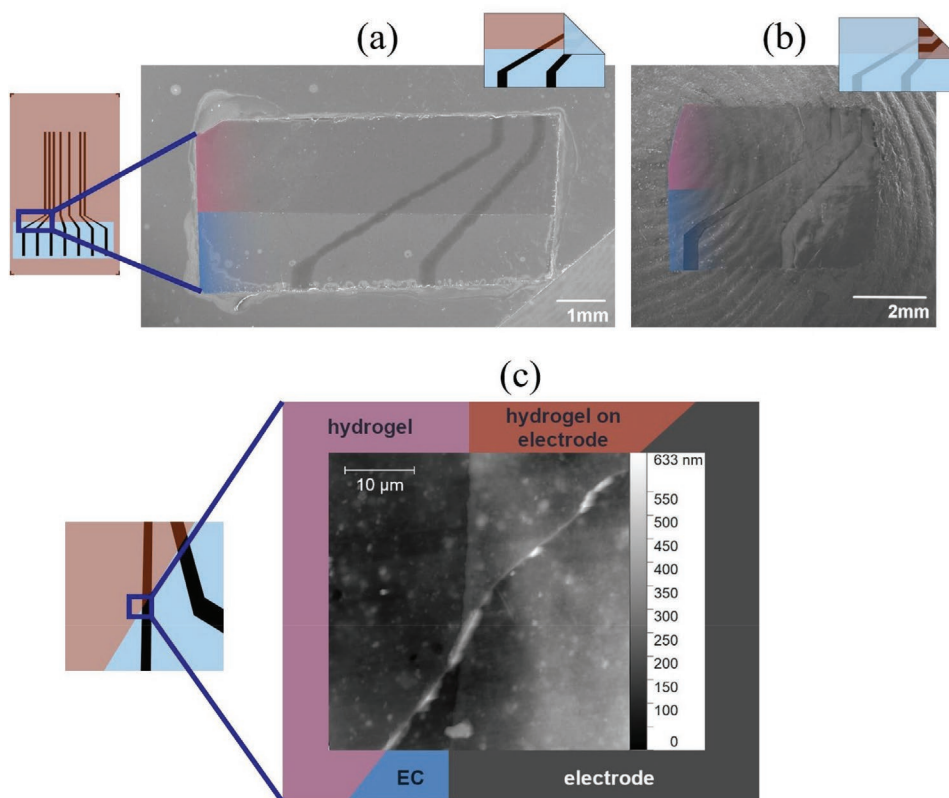 (a)
(b)
1mm
2mm
(c)
hydrogel
hydrogel on
electrode
10 µm
633 nm
550
500
450
400
350
300
250
200
150
100
0
EC
electrode